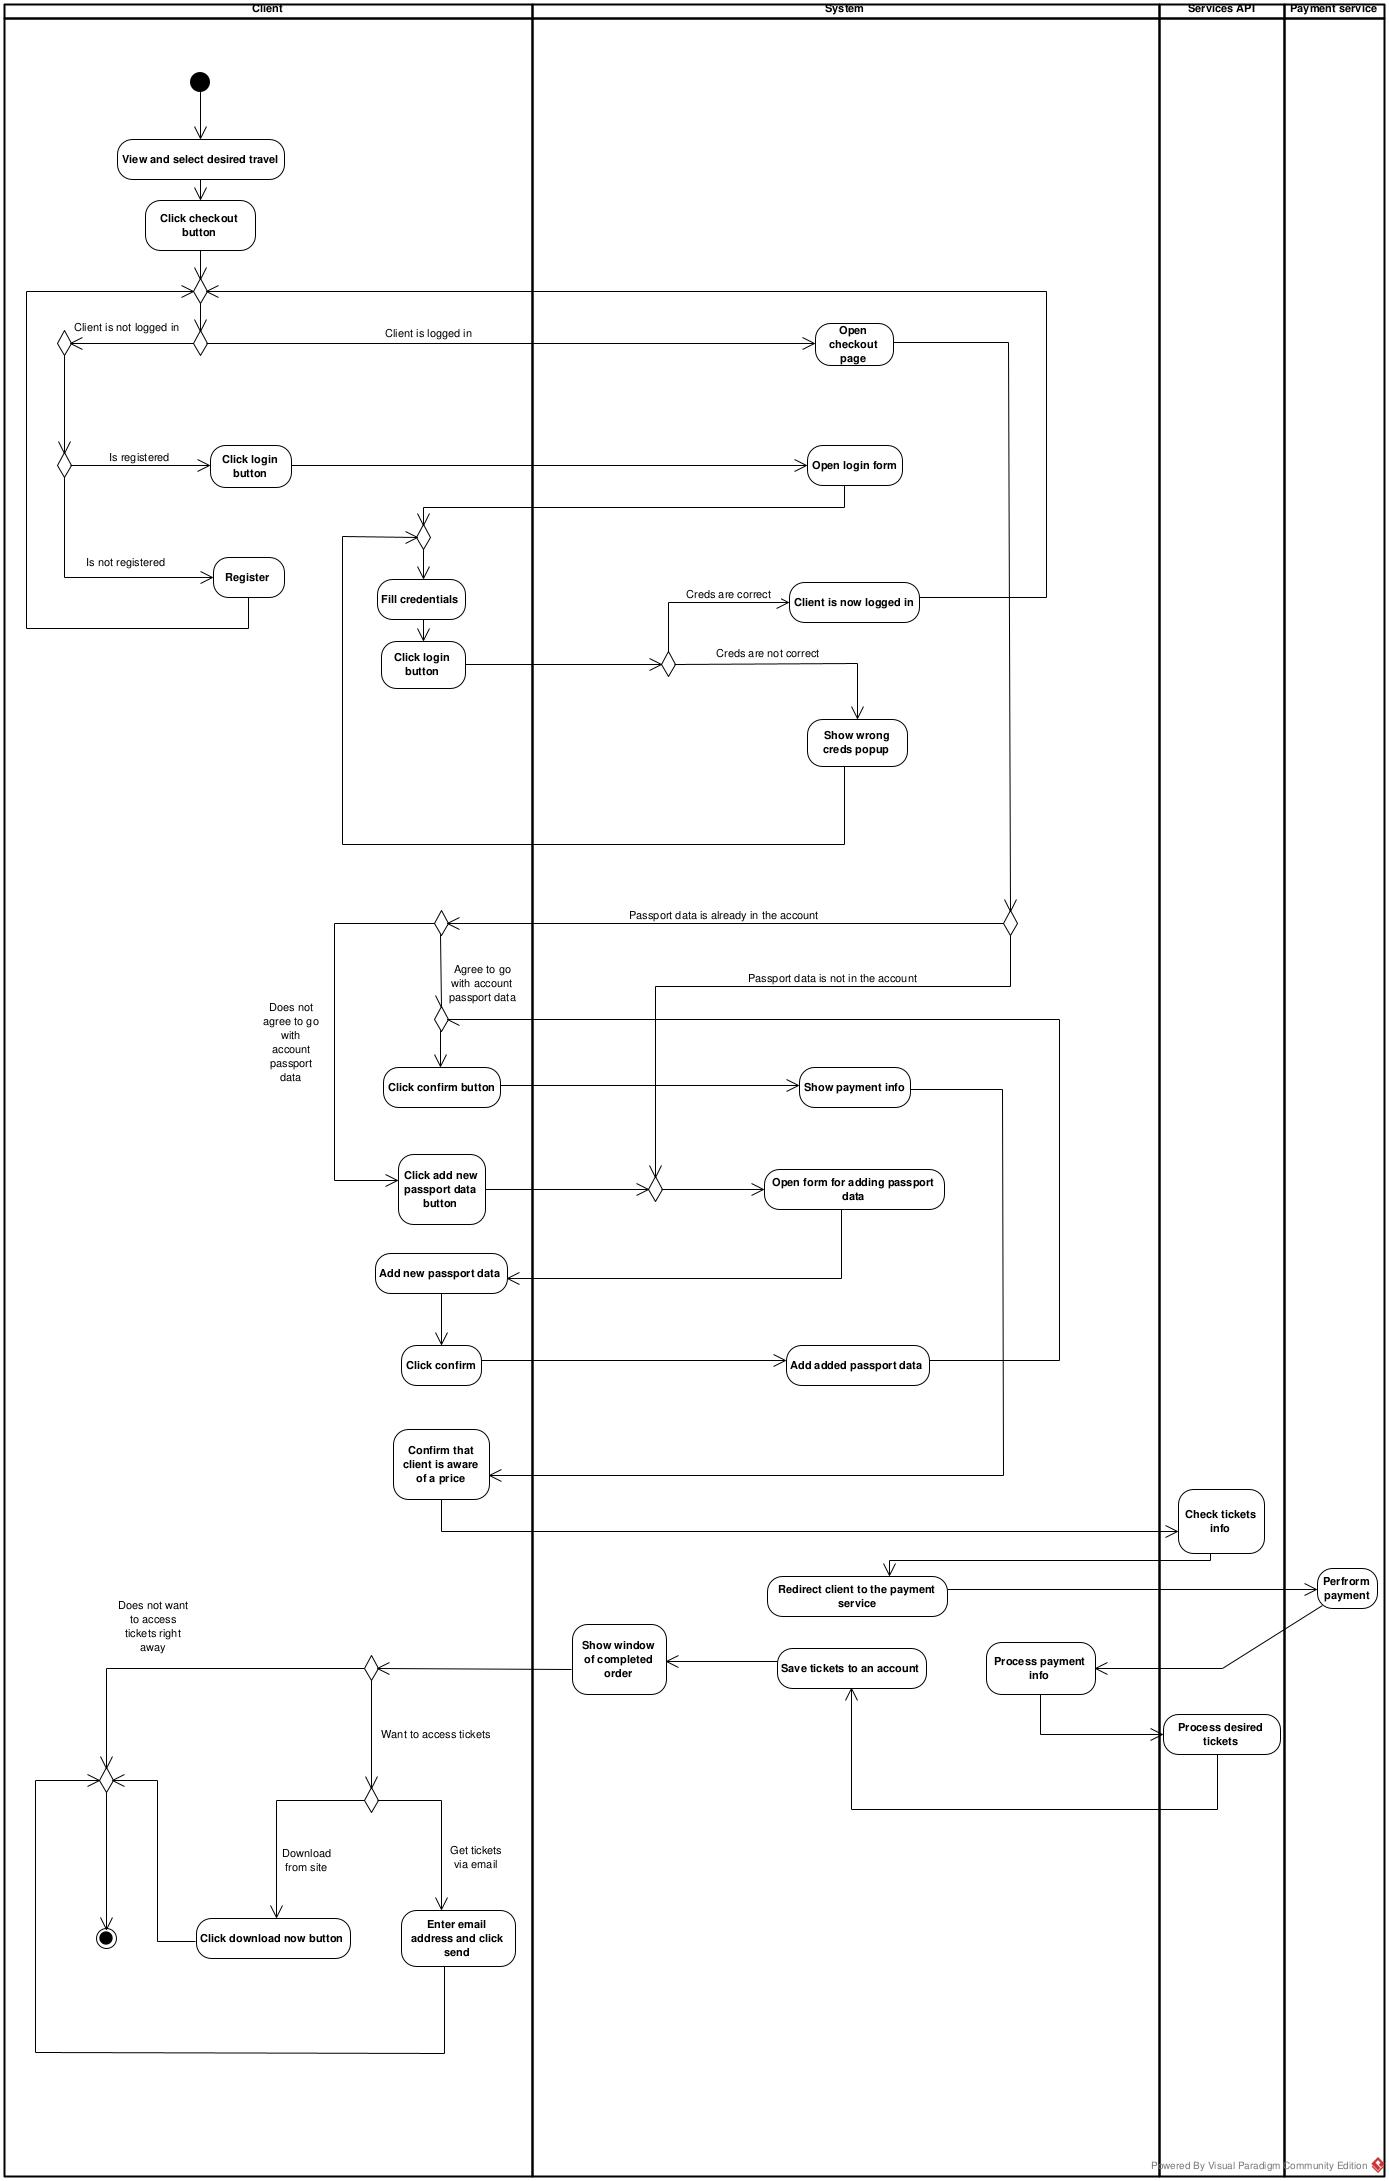 Client
System
Services API
Payment service
View and select desired travel
Click checkout
button
Client is not logged in
Client is logged in
Open
checkout
page
Is registered
Click login
button
Open login form
Is not registered
Register
Fill credentials
Creds are correct
Client is now logged in
Click login
button
Creds are not correct
Show wrong
creds popup
Passport data is already in the account
Agree to go
with account
passport data
Passport data is not in the account
Does not
agree to go
with
account
passport
data
Click confirm button
Show payment info
Click add new
passport data
button
Open form for adding passport
data
Add new passport data
Click confirm
Add added passport data
Confirm that
client is aware
of a price
Check tickets
info
Redirect client to the payment
service
Perfrorm
payment
Does not want
to access
tickets right
away
Show window
of completed
order
Save tickets to an account
Process payment
info
Process desired
tickets
Want to access tickets
Download
from site
Get tickets
via email
Click download now button
Enter email
address and click
send
Powered By Visual Paradigm Community Edition